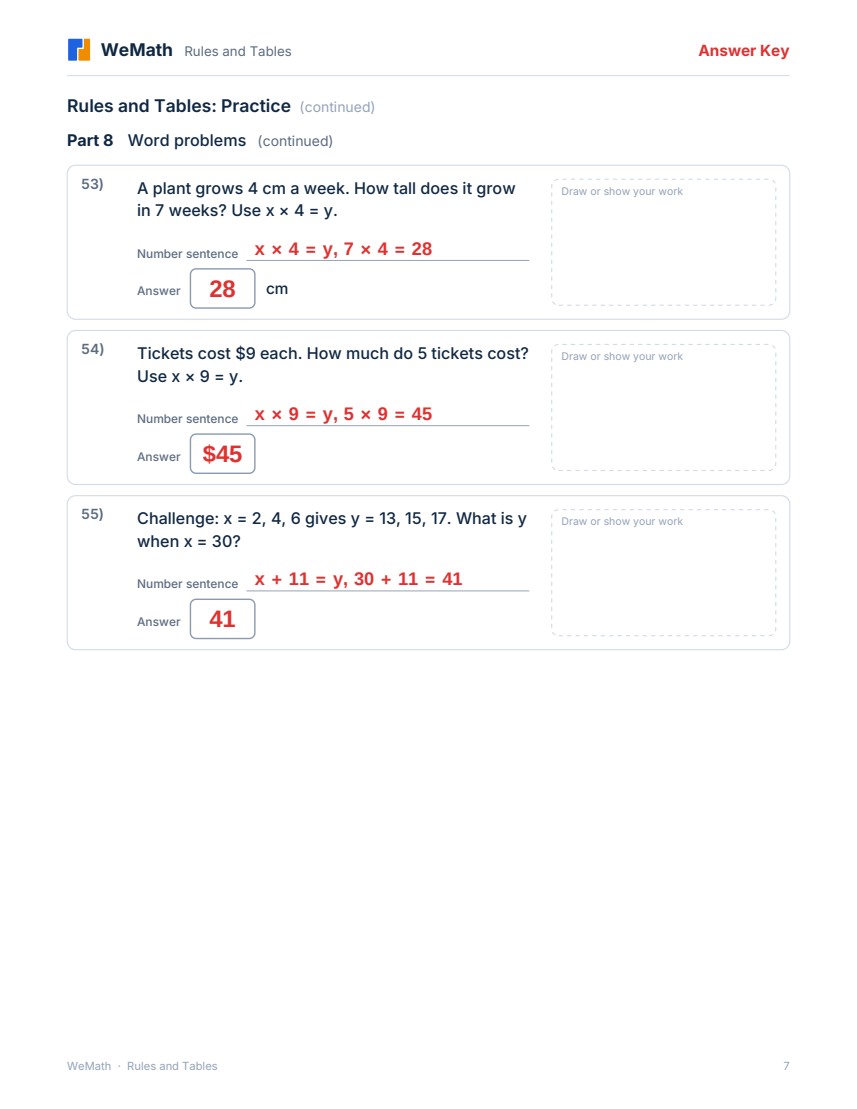 WeMath Rules and Tables
Answer Key
Rules and Tables: Practice (continued)
Part 8 Word problems (continued)
53)
A plant grows 4 cm a week. How tall does it grow
in 7 weeks? Use x × 4 = y.
Number sentence x × 4 = y, 7 × 4 = 28
Answer 28 cm
Draw or show your work
54)
Tickets cost $9 each. How much do 5 tickets cost?
Use x × 9 = y.
Number sentence x × 9 = y, 5 × 9 = 45
Answer $45
Draw or show your work
55)
Challenge: x = 2, 4, 6 gives y = 13, 15, 17. What is y
when x = 30?
Number sentence x + 11 = y, 30 + 11 = 41
Answer 41
Draw or show your work
WeMath · Rules and Tables
7